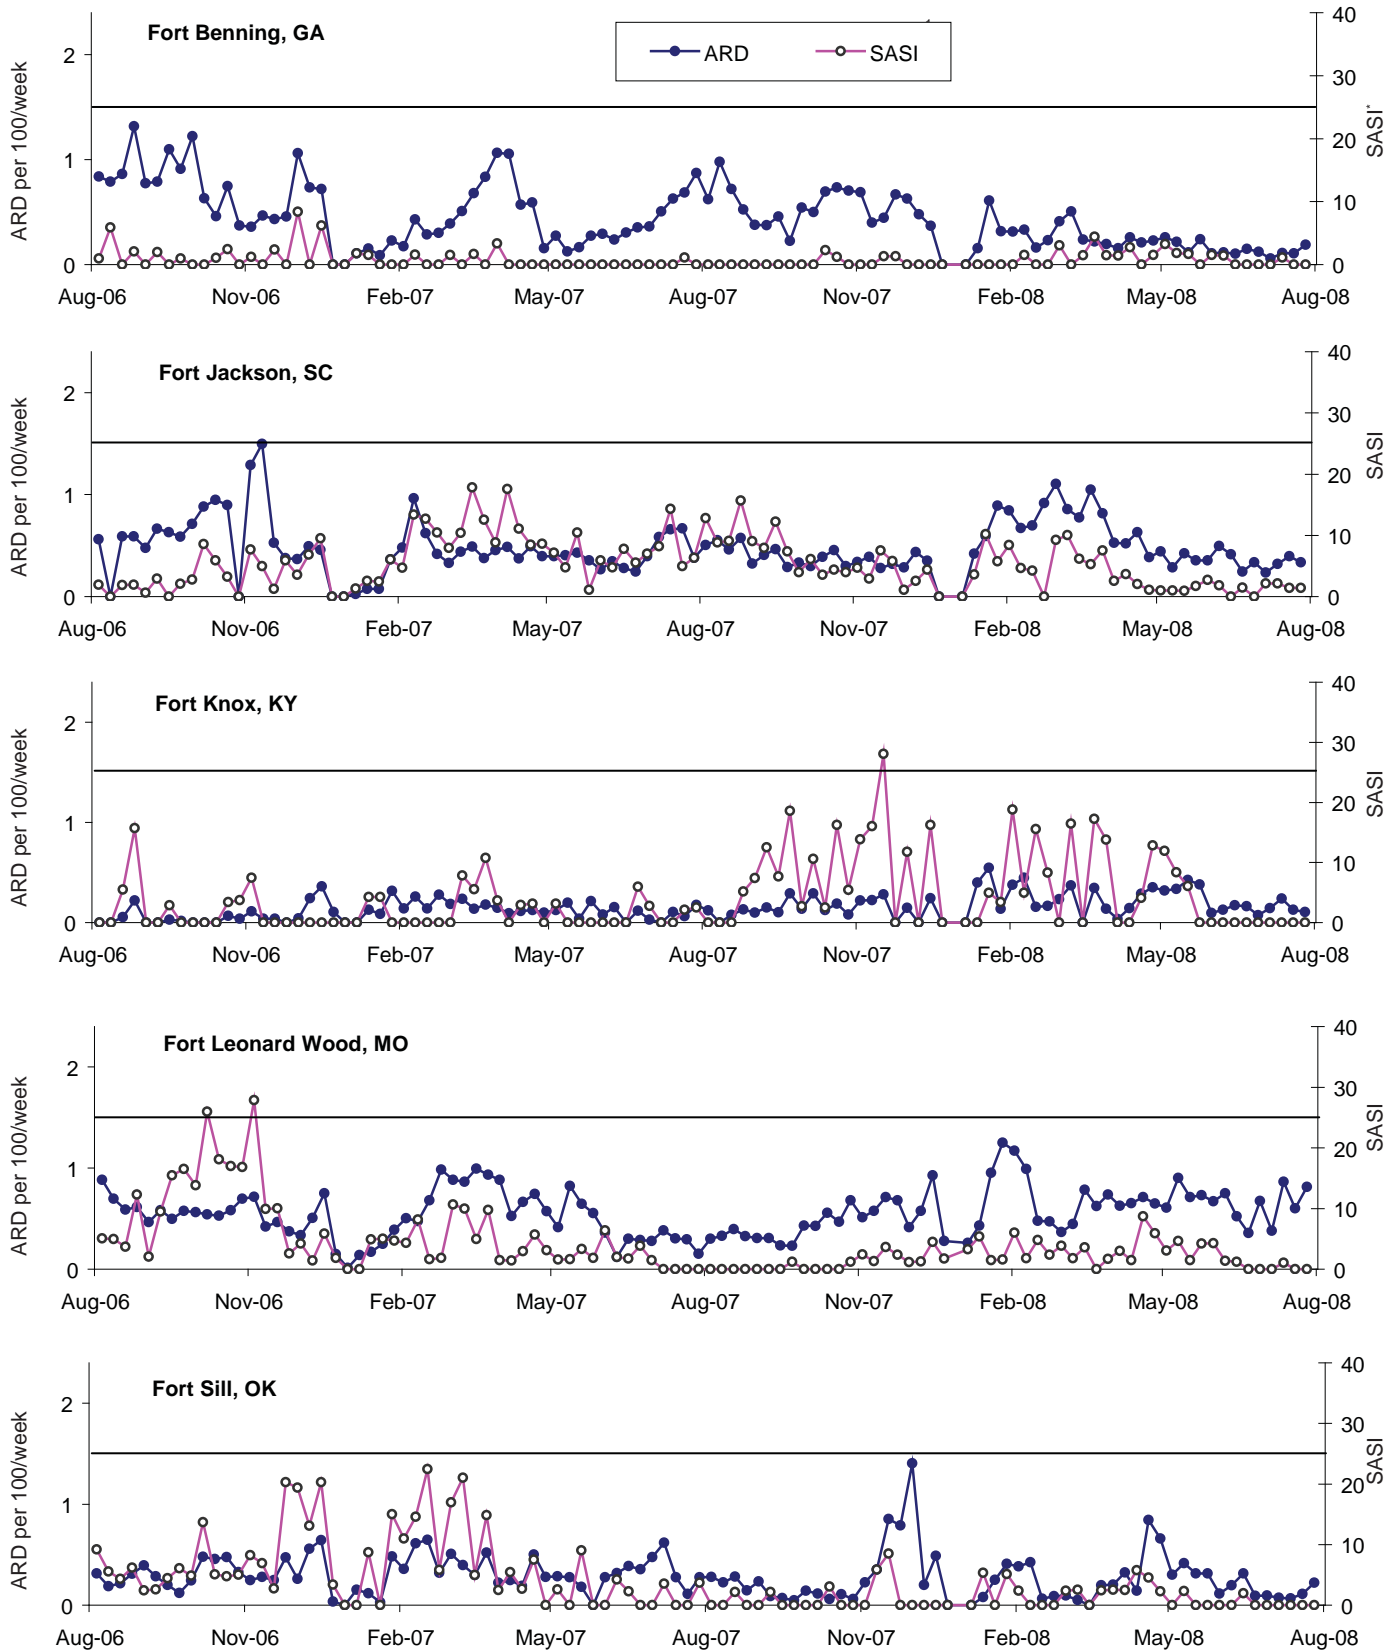 Fort Benning, GA
ARD
SASI
ARD per 100/week
2
1
0
40
30
20
10
0
SASI*
Aug-06
Nov-06
Feb-07
May-07
Aug-07
Nov-07
Feb-08
May-08
Aug-08
Fort Jackson, SC
ARD per 100/week
2
1
0
40
30
20
10
0
SASI
Aug-06
Nov-06
Feb-07
May-07
Aug-07
Nov-07
Feb-08
May-08
Aug-08
Fort Knox, KY
ARD per 100/week
2
1
0
40
30
20
10
0
SASI
Aug-06
Nov-06
Feb-07
May-07
Aug-07
Nov-07
Feb-08
May-08
Aug-08
Fort Leonard Wood, MO
ARD per 100/week
2
1
0
40
30
20
10
0
SASI
Aug-06
Nov-06
Feb-07
May-07
Aug-07
Nov-07
Feb-08
May-08
Aug-08
Fort Sill, OK
ARD per 100/week
2
1
0
40
30
20
10
0
SASI
Aug-06
Nov-06
Feb-07
May-07
Aug-07
Nov-07
Feb-08
May-08
Aug-08